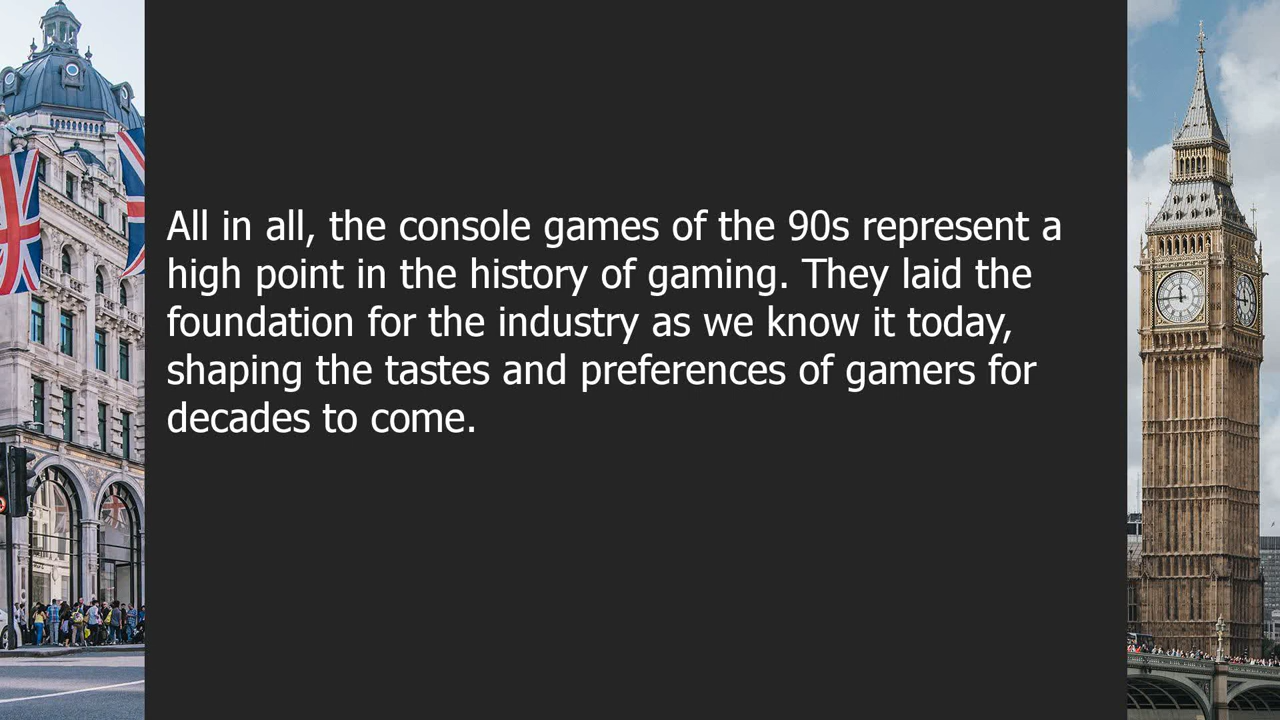 All in all, the console games of the 90s represent a
high point in the history of gaming. They laid the
foundation for the industry as we know it today,
shaping the tastes and preferences of gamers for
decades to come.